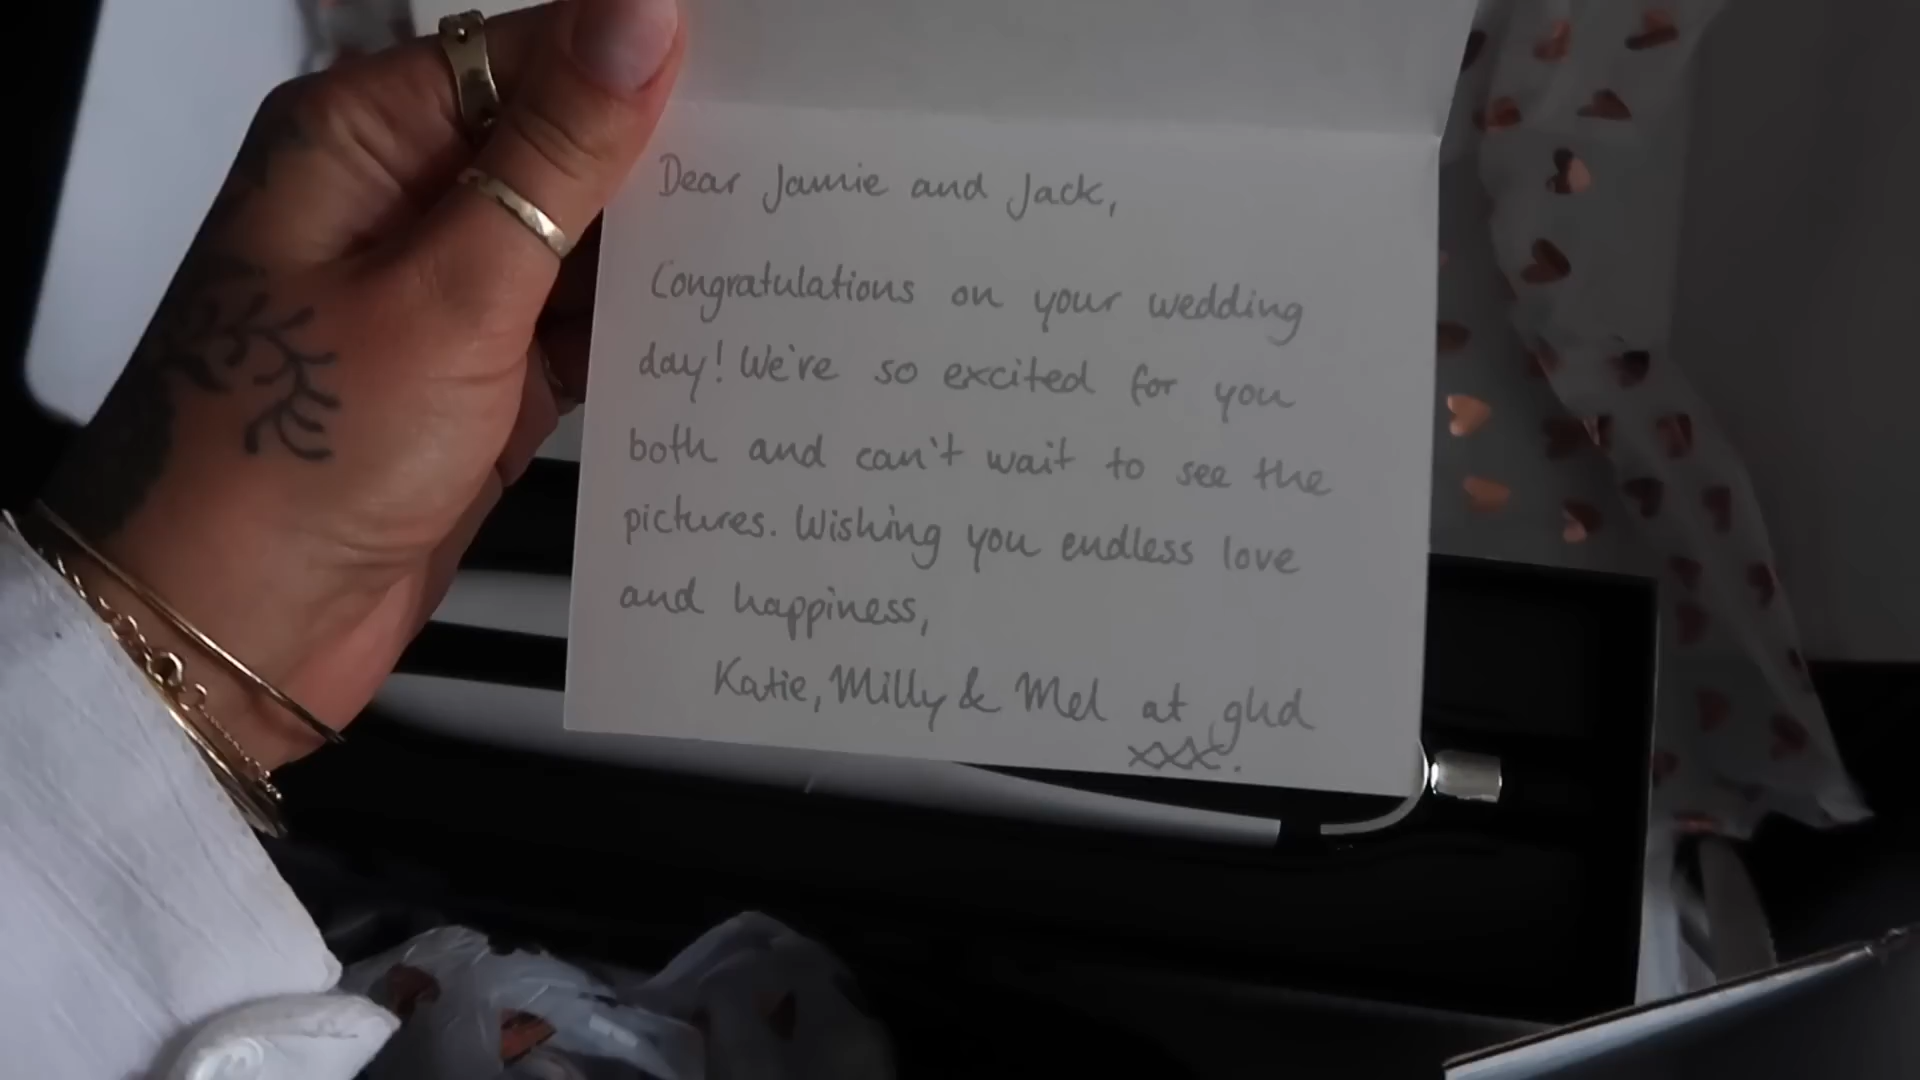 Dear Jamie and Jack,
Congratulations on your wedding
day! We're so excited for you
both and can't wait to see the
pictures. Wishing you endless love
and happiness,
Katie, Milly & Mel at ghd
xxx.